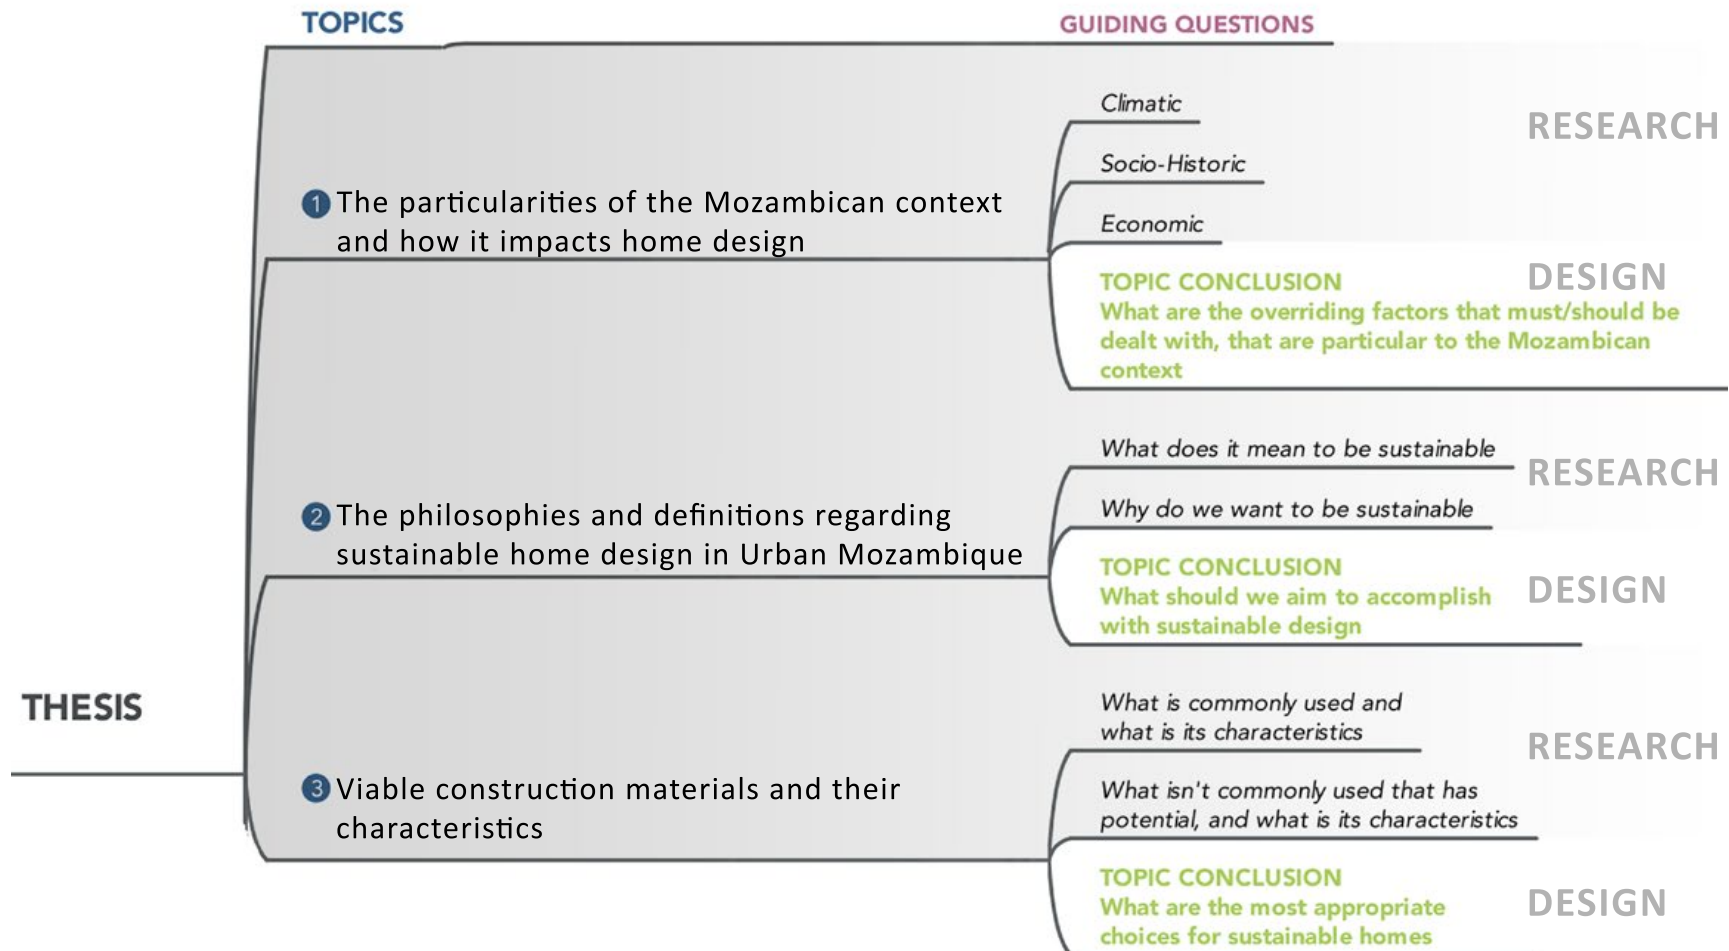 TOPICS
GUIDING QUESTIONS
Climatic
RESEARCH
Socio-Historic
1 The particularities of the Mozambican context
and how it impacts home design
Economic
TOPIC CONCLUSION
DESIGN
What are the overriding factors that must/should be
dealt with, that are particular to the Mozambican
context
What does it mean to be sustainable
RESEARCH
2 The philosophies and definitions regarding
sustainable home design in Urban Mozambique
Why do we want to be sustainable
TOPIC CONCLUSION
What should we aim to accomplish
with sustainable design
DESIGN
THESIS
What is commonly used and
what is its characteristics
RESEARCH
3 Viable construction materials and their
characteristics
What isn't commonly used that has
potential, and what is its characteristics
TOPIC CONCLUSION
What are the most appropriate
choices for sustainable homes
DESIGN